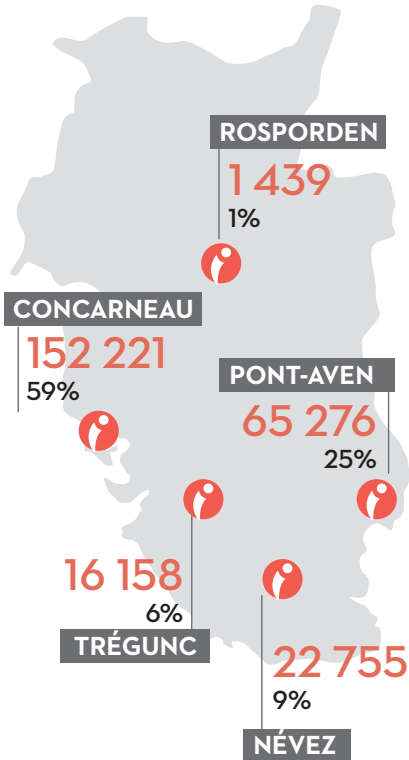 ROSPORDEN
1 439
1%
CONCARNEAU
152 221
59%
PONT-AVEN
65 276
25%
16 158
6%
TRÉGUNC
22 755
9%
NÉVEZ